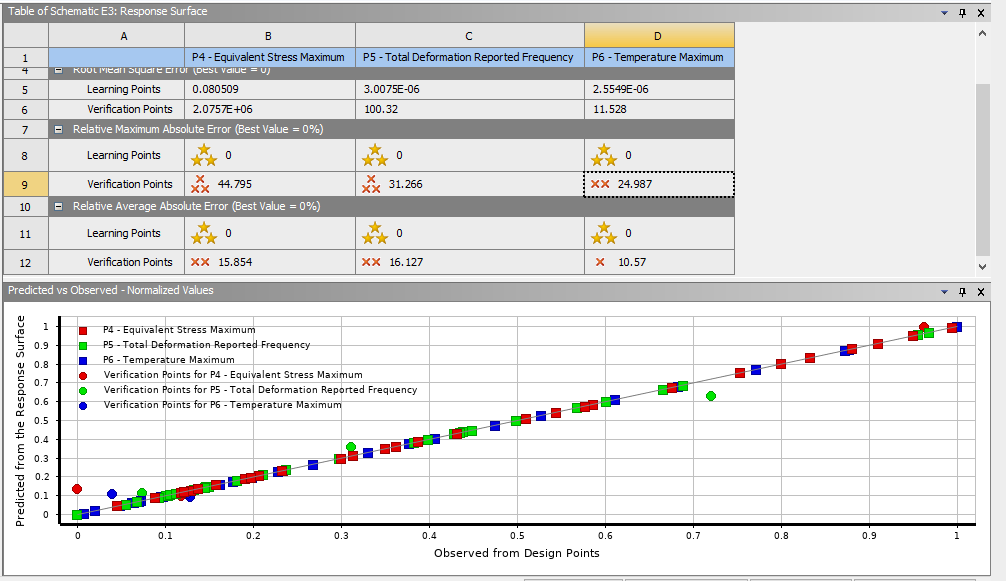 Table of Schematic E3: Response Surface
A B C D
1 P4 - Equivalent Stress Maximum P5 - Total Deformation Reported Frequency P6 - Temperature Maximum
4 Root Mean Square Error (Best Value = 0)
5 Learning Points 0.080509 3.0075E-06 2.5549E-06
6 Verification Points 2.0757E+06 100.32 11.528
7 Relative Maximum Absolute Error (Best Value = 0%)
8 Learning Points 0 0 0
9 Verification Points 44.795 31.266 24.987
10 Relative Average Absolute Error (Best Value = 0%)
11 Learning Points 0 0 0
12 Verification Points 15.854 16.127 10.57
Predicted vs Observed - Normalized Values
Predicted from the Response Surface
1
0.9
0.8
0.7
0.6
0.5
0.4
0.3
0.2
0.1
0
P4 - Equivalent Stress Maximum
P5 - Total Deformation Reported Frequency
P6 - Temperature Maximum
Verification Points for P4 - Equivalent Stress Maximum
Verification Points for P5 - Total Deformation Reported Frequency
Verification Points for P6 - Temperature Maximum
0 0.1 0.2 0.3 0.4 0.5 0.6 0.7 0.8 0.9 1
Observed from Design Points